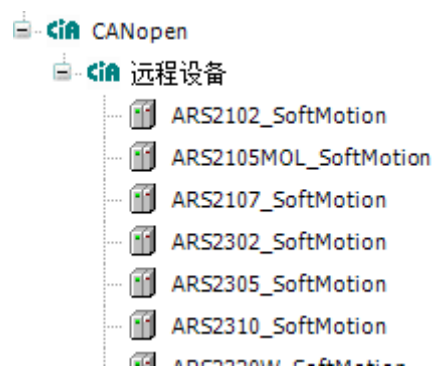 CiA CANopen
CiA 远程设备
ARS2102_SoftMotion
ARS2105MOL_SoftMotion
ARS2107_SoftMotion
ARS2302_SoftMotion
ARS2305_SoftMotion
ARS2310_SoftMotion